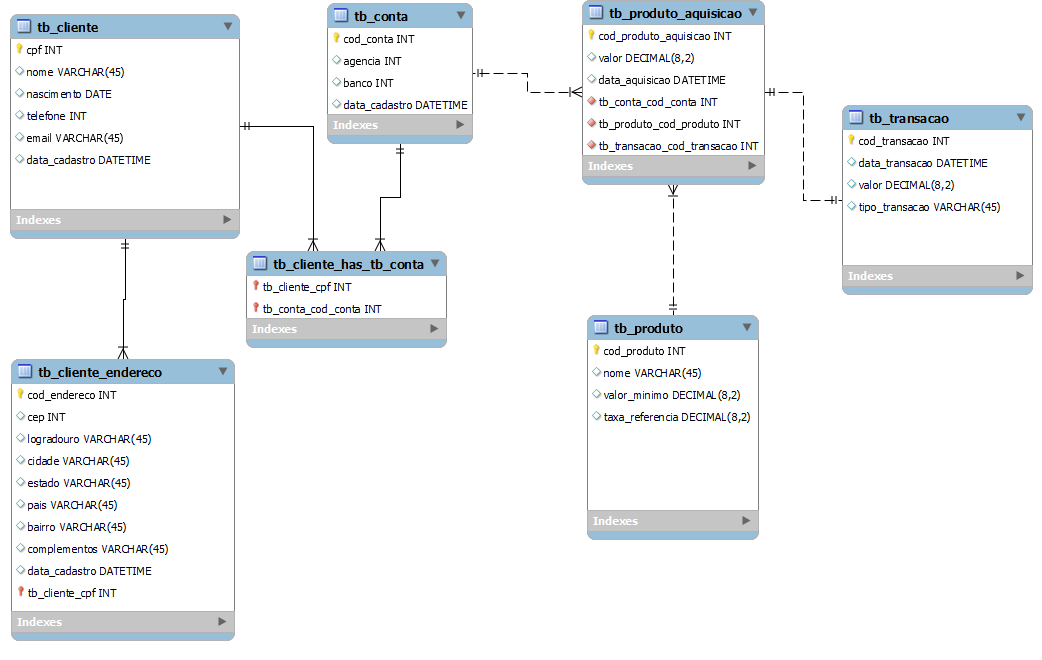 tb_cliente
cpf INT
nome VARCHAR(45)
nascimento DATE
telefone INT
email VARCHAR(45)
data_cadastro DATETIME
Indexes
tb_conta
cod_conta INT
agencia INT
banco INT
data_cadastro DATETIME
Indexes
tb_produto_aquisicao
cod_produto_aquisicao INT
valor DECIMAL(8,2)
data_aquisicao DATETIME
tb_conta_cod_conta INT
tb_produto_cod_produto INT
tb_transacao_cod_transacao INT
Indexes
tb_transacao
cod_transacao INT
data_transacao DATETIME
valor DECIMAL(8,2)
tipo_transacao VARCHAR(45)
Indexes
tb_cliente_has_tb_conta
tb_cliente_cpf INT
tb_conta_cod_conta INT
Indexes
tb_produto
cod_produto INT
nome VARCHAR(45)
valor_minimo DECIMAL(8,2)
taxa_referencia DECIMAL(8,2)
Indexes
tb_cliente_endereco
cod_endereco INT
cep INT
logradouro VARCHAR(45)
cidade VARCHAR(45)
estado VARCHAR(45)
pais VARCHAR(45)
bairro VARCHAR(45)
complementos VARCHAR(45)
data_cadastro DATETIME
tb_cliente_cpf INT
Indexes